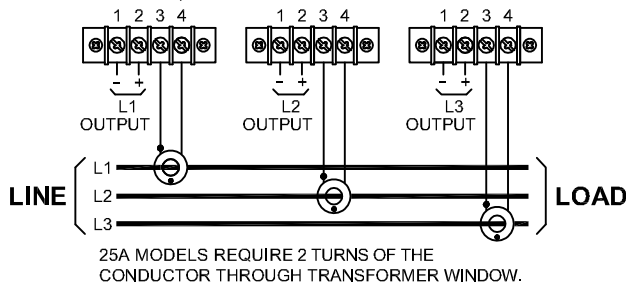 1 2 3 4 1 2 3 4 1 2 3 4
- + - + - +
L1 OUTPUT
L2 OUTPUT
L3 OUTPUT
LINE
L1
L2
L3
LOAD
25A MODELS REQUIRE 2 TURNS OF THE
CONDUCTOR THROUGH TRANSFORMER WINDOW.